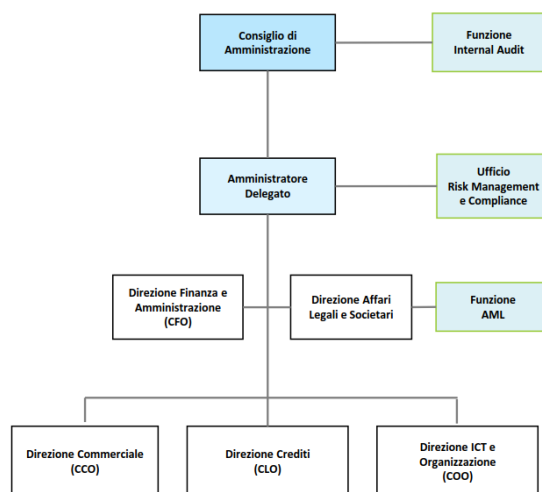 Consiglio di
Amministrazione
Funzione
Internal Audit
Amministratore
Delegato
Ufficio
Risk Management
e Compliance
Direzione Finanza e
Amministrazione
(CFO)
Direzione Affari
Legali e Societari
Funzione
AML
Direzione Commerciale
(CCO)
Direzione Crediti
(CLO)
Direzione ICT e
Organizzazione
(COO)